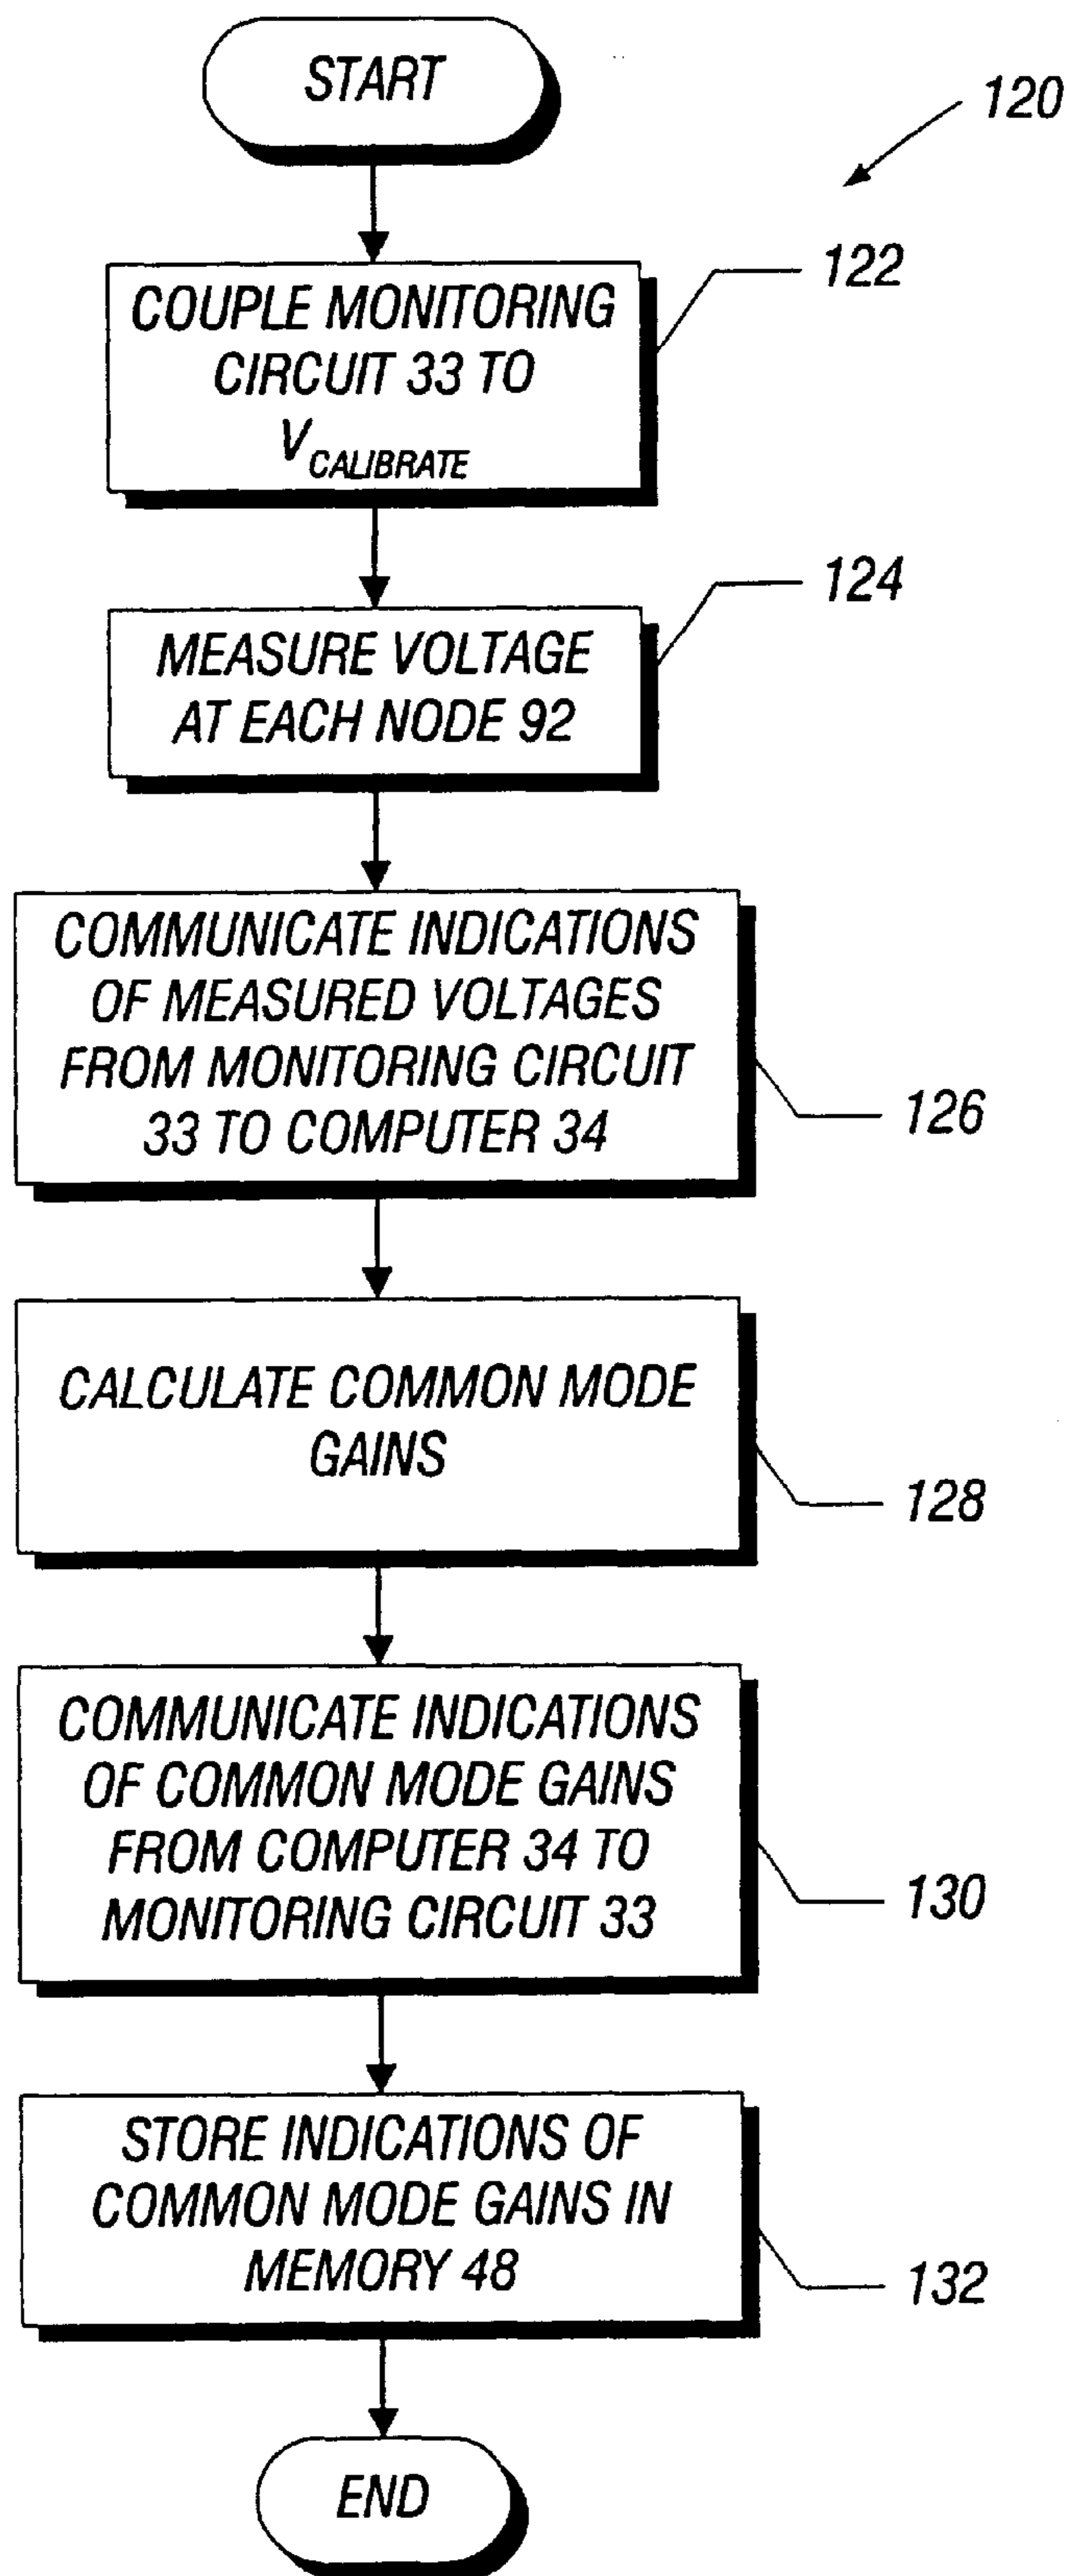 START
120
COUPLE MONITORING
CIRCUIT 33 TO
V CALIBRATE
122
MEASURE VOLTAGE
AT EACH NODE 92
124
COMMUNICATE INDICATIONS
OF MEASURED VOLTAGES
FROM MONITORING CIRCUIT
33 TO COMPUTER 34
126
CALCULATE COMMON MODE
GAINS
128
COMMUNICATE INDICATIONS
OF COMMON MODE GAINS
FROM COMPUTER 34 TO
MONITORING CIRCUIT 33
130
STORE INDICATIONS OF
COMMON MODE GAINS IN
MEMORY 48
132
END